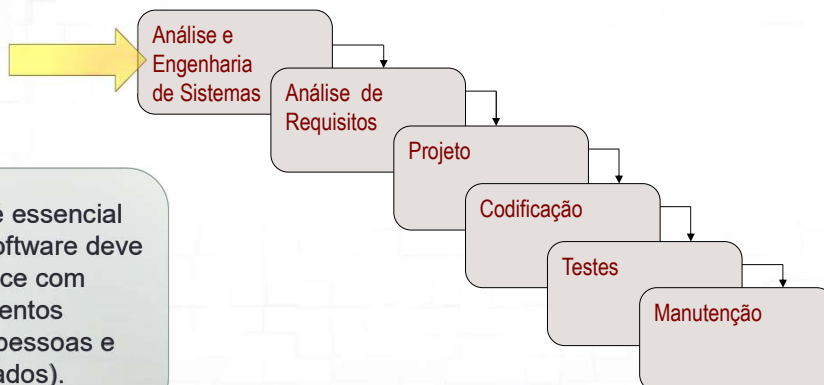 Análise e
Engenharia
de Sistemas
Análise de
Requisitos
Projeto
Codificação
Testes
Manutenção
é essencial
oftware deve
ce com
entos
pessoas e
ados).